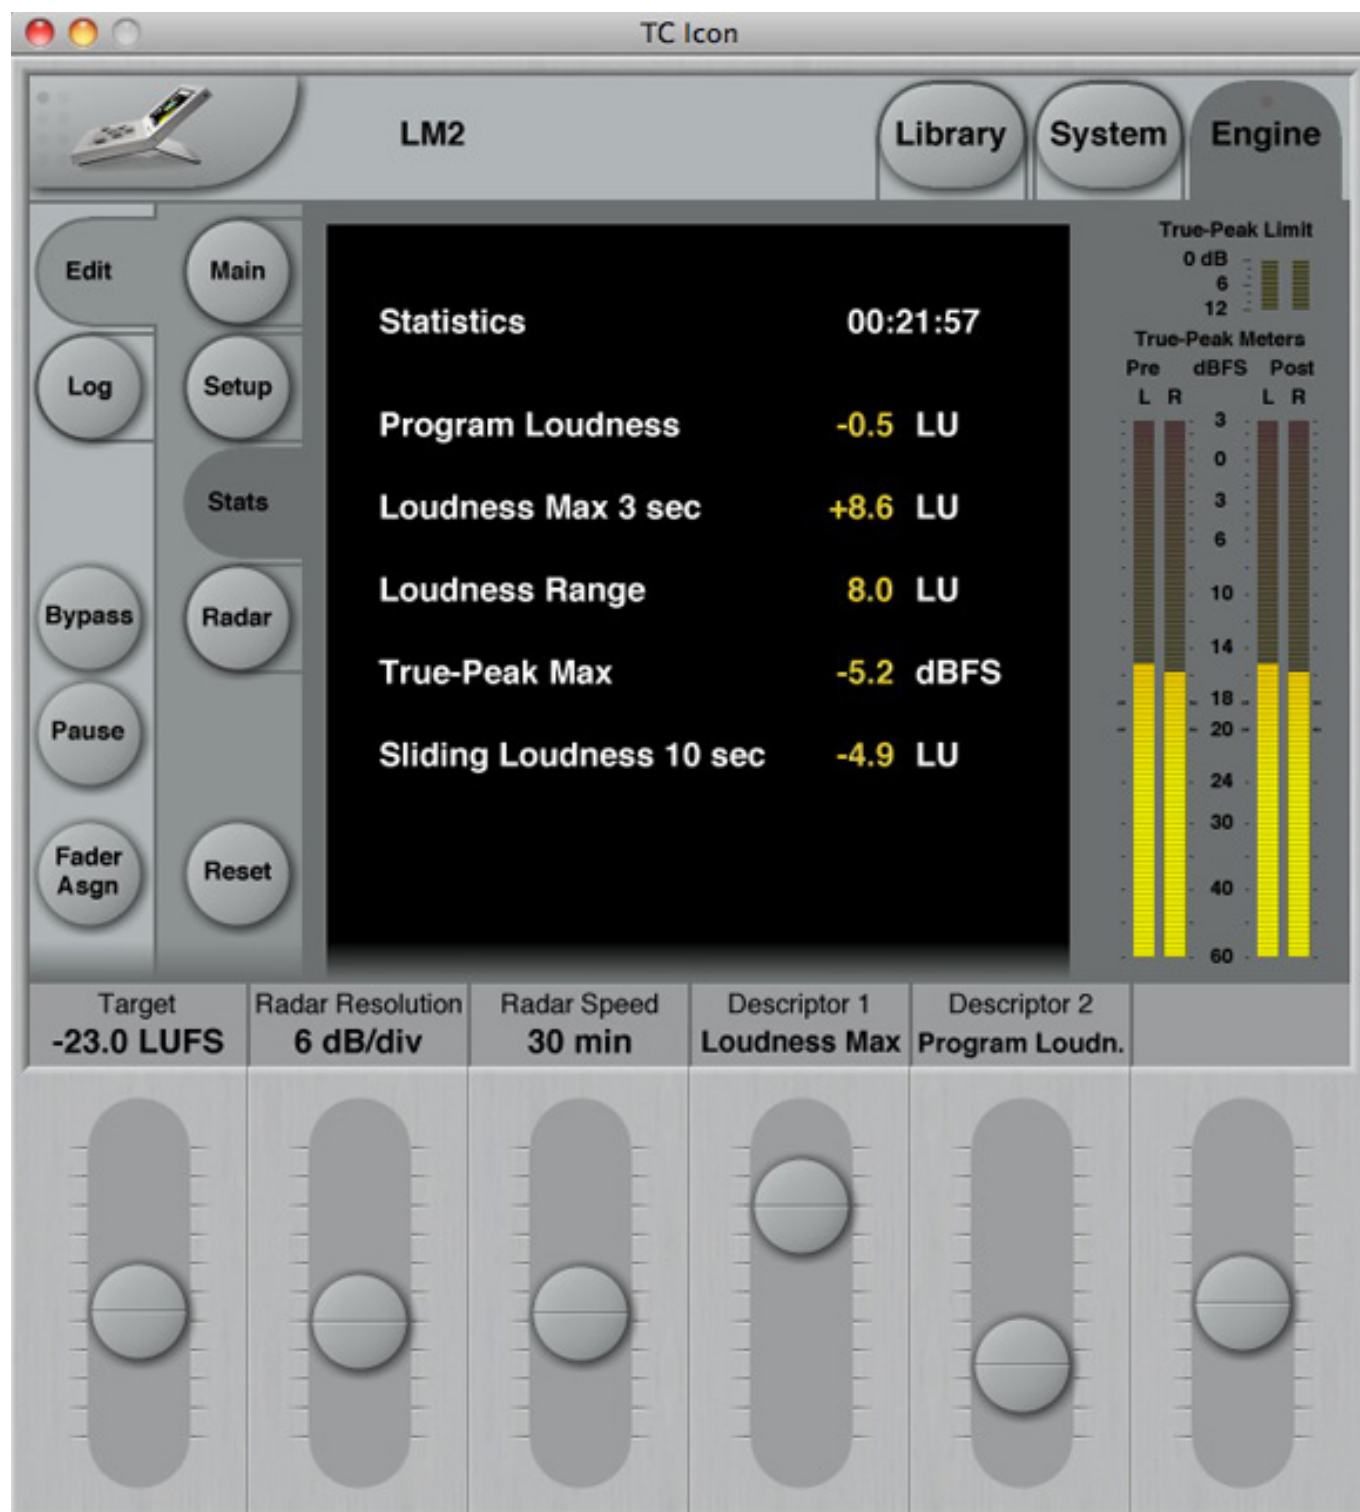 TC Icon
LM2
Library
System
Engine
Edit
Main
Log
Setup
Stats
Bypass
Radar
Pause
Fader
Asgn
Reset
Statistics 00:21:57
Program Loudness -0.5 LU
Loudness Max 3 sec +8.6 LU
Loudness Range 8.0 LU
True-Peak Max -5.2 dBFS
Sliding Loudness 10 sec -4.9 LU
True-Peak Limit
0 dB
6
12
True-Peak Meters
Pre dBFS Post
L R L R
3
0
3
6
10
14
18
20
24
30
40
60
Target
-23.0 LUFS
Radar Resolution
6 dB/div
Radar Speed
30 min
Descriptor 1
Loudness Max
Descriptor 2
Program Loudn.